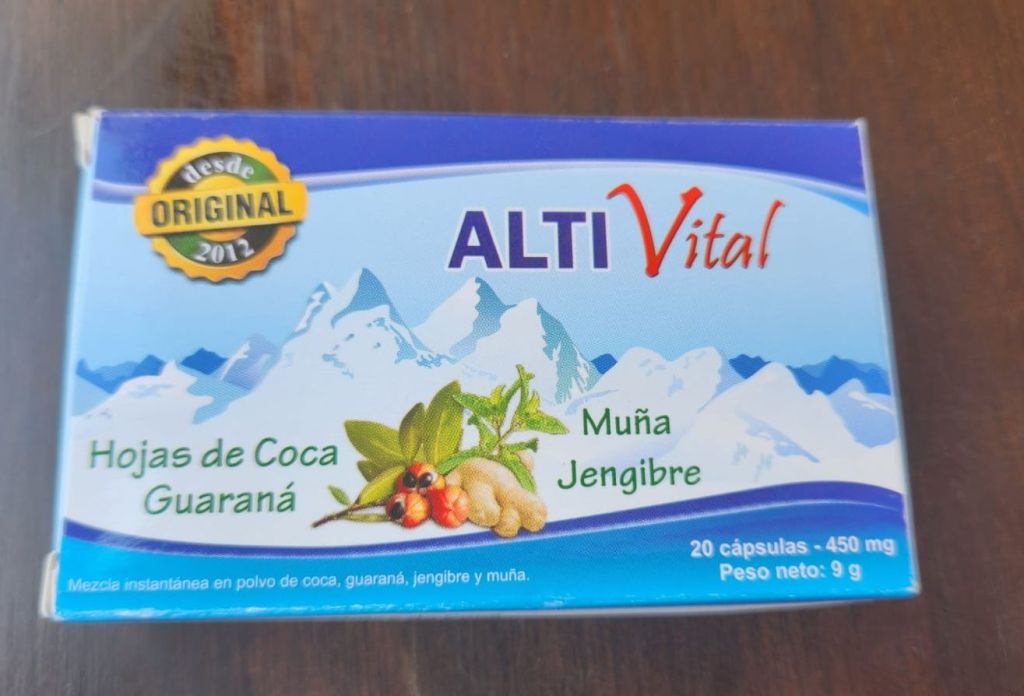 desde
ORIGINAL
2012
ALTI Vital
Hojas de Coca
Guaraná
Muña
Jengibre
20 cápsulas - 450 mg
Peso neto: 9 g
Mezcla instantánea en polvo de coca, guaraná, jengibre y muña.